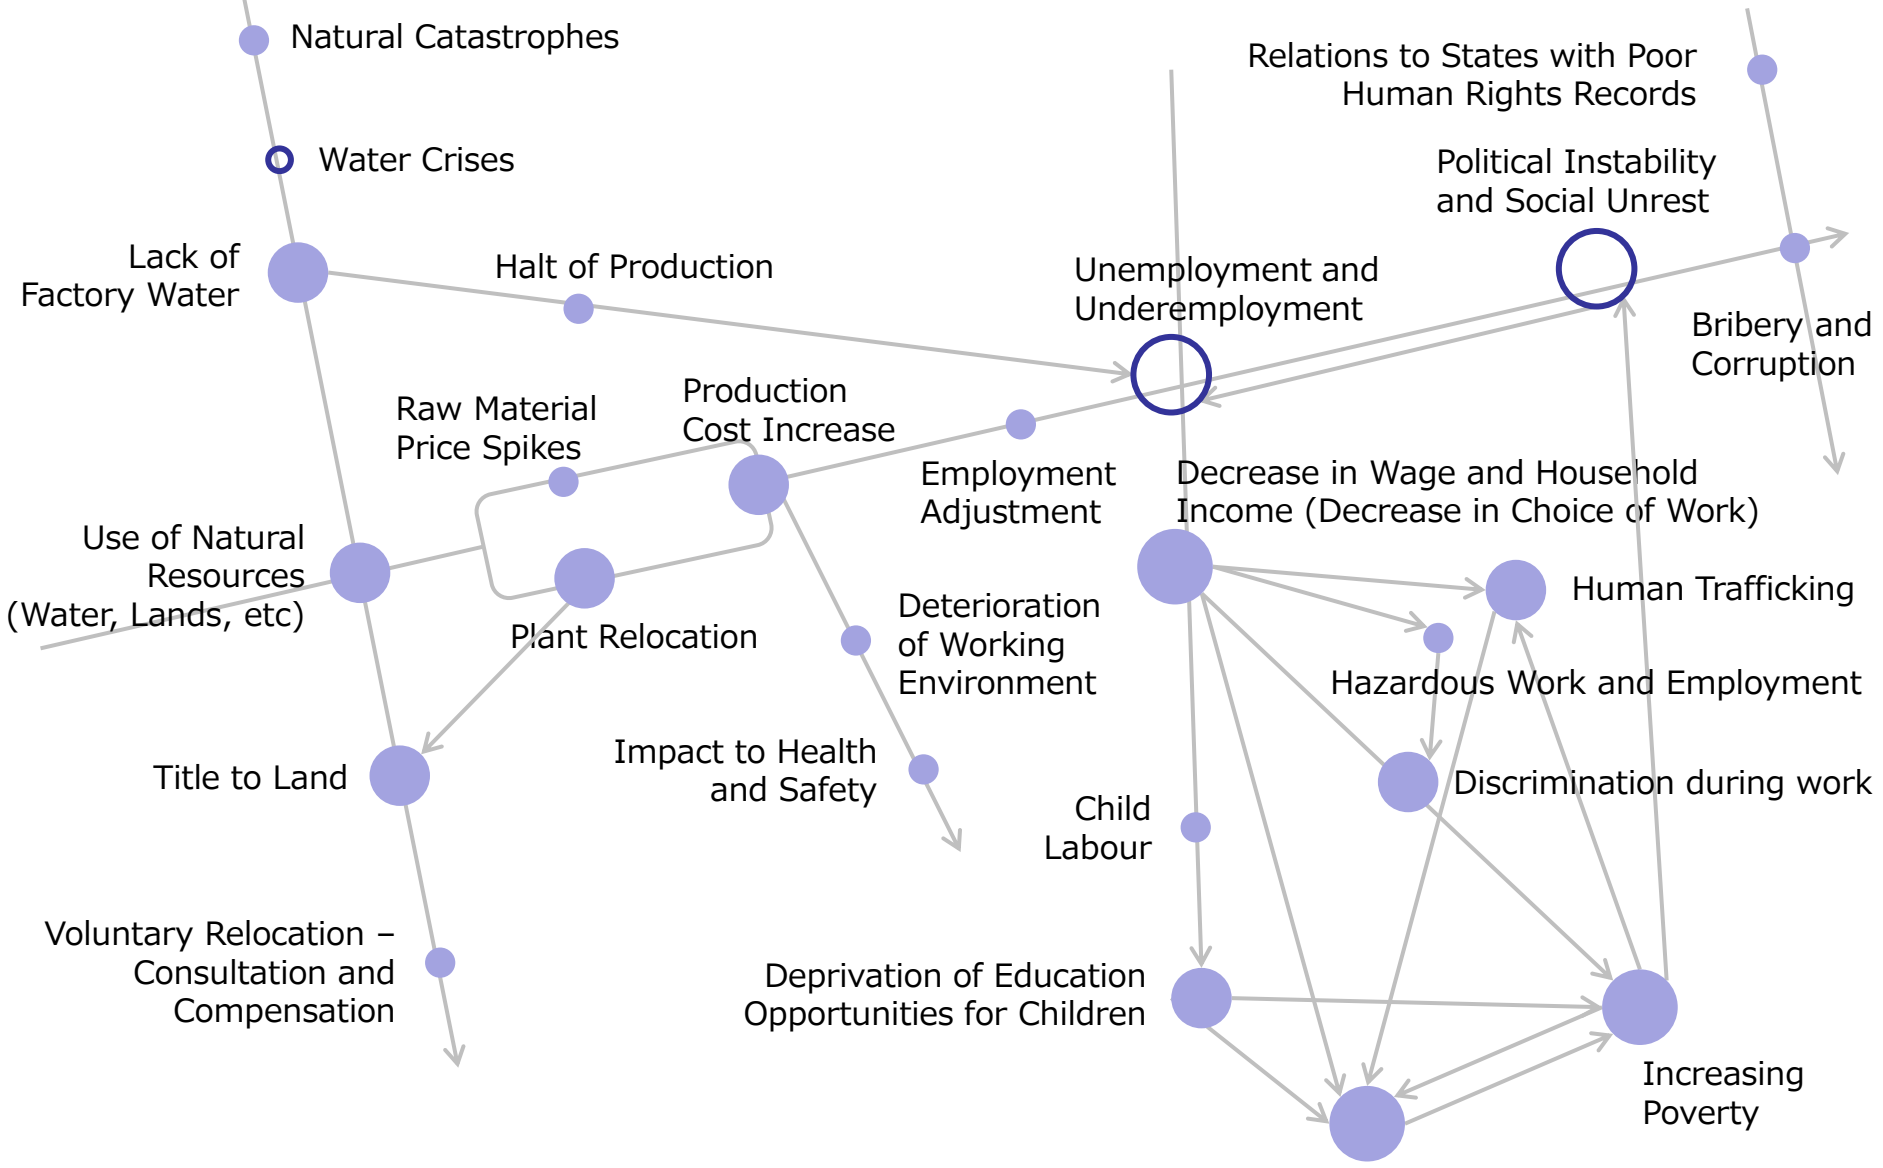 Natural Catastrophes
Relations to States with Poor
Human Rights Records
Water Crises
Political Instability
and Social Unrest
Lack of
Factory Water
Halt of Production
Unemployment and
Underemployment
Bribery and
Corruption
Raw Material
Price Spikes
Production
Cost Increase
Employment
Adjustment
Decrease in Wage and Household
Income (Decrease in Choice of Work)
Use of Natural
Resources
(Water, Lands, etc)
Plant Relocation
Deterioration
of Working
Environment
Human Trafficking
Hazardous Work and Employment
Title to Land
Impact to Health
and Safety
Discrimination during work
Child
Labour
Voluntary Relocation –
Consultation and
Compensation
Deprivation of Education
Opportunities for Children
Increasing
Poverty